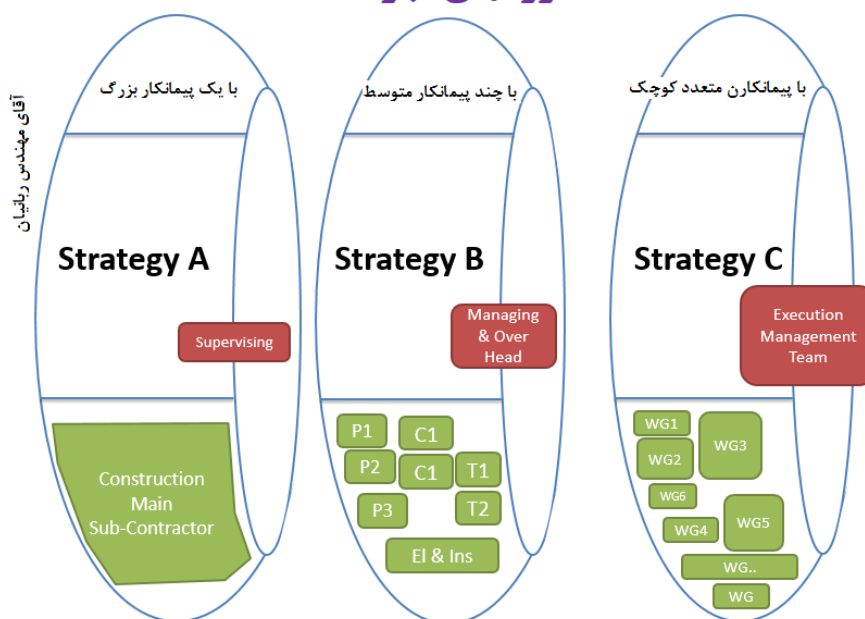 آقای مهندس ربانیان
با یک پیمانکار بزرگ
Strategy A
Supervising
Construction
Main
Sub-Contractor
با چند پیمانکار متوسط
Strategy B
Managing
& Over
Head
P1
C1
P2
C1
T1
P3
T2
El & Ins
با پیمانکارن متعدد کوچک
Strategy C
Execution
Management
Team
WG1
WG3
WG2
WG6
WG5
WG4
WG..
WG